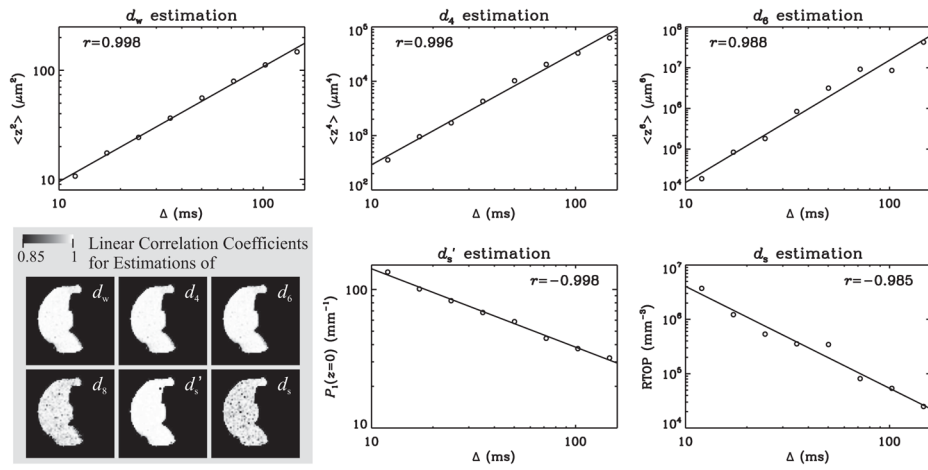 d_w estimation
r=0.998
100
10
<z²> (μm²)
10
100
Δ (ms)
d_4 estimation
r=0.996
10⁵
10⁴
10³
10²
<z⁴> (μm⁴)
10
100
Δ (ms)
d_6 estimation
r=0.988
10⁸
10⁷
10⁶
10⁵
10⁴
<z⁶> (μm⁶)
10
100
Δ (ms)
0.85
1
Linear Correlation Coefficients
for Estimations of
d_w
d_4
d_6
d_8
d_s'
d_s
d_s' estimation
r=−0.998
100
10
P_1(z=0) (mm⁻¹)
10
100
Δ (ms)
d_s estimation
r=−0.985
10⁷
10⁶
10⁵
10⁴
RTOP (mm⁻³)
10
100
Δ (ms)